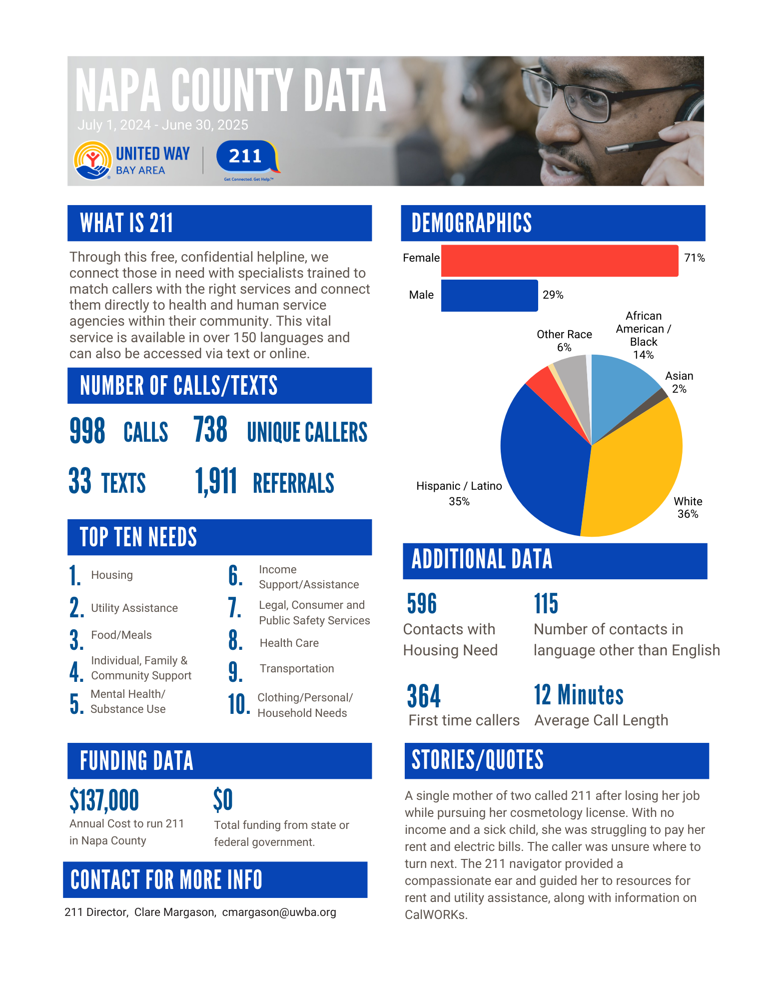 NAPA COUNTY DATA
July 1, 2024 - June 30, 2025
UNITED WAY
BAY AREA
®
211
Get Connected. Get Help.™
WHAT IS 211
Through this free, confidential helpline, we
connect those in need with specialists trained to
match callers with the right services and connect
them directly to health and human service
agencies within their community. This vital
service is available in over 150 languages and
can also be accessed via text or online.
NUMBER OF CALLS/TEXTS
998 CALLS 738 UNIQUE CALLERS
33 TEXTS 1,911 REFERRALS
TOP TEN NEEDS
1. Housing
2. Utility Assistance
3. Food/Meals
4. Individual, Family &
Community Support
5. Mental Health/
Substance Use
6. Income
Support/Assistance
7. Legal, Consumer and
Public Safety Services
8. Health Care
9. Transportation
10. Clothing/Personal/
Household Needs
FUNDING DATA
$137,000
Annual Cost to run 211
in Napa County
$0
Total funding from state or
federal government.
CONTACT FOR MORE INFO
211 Director, Clare Margason, cmargason@uwba.org
DEMOGRAPHICS
Female 71%
Male 29%
African
American /
Black
14%
Other Race
6%
Asian
2%
Hispanic / Latino
35%
White
36%
ADDITIONAL DATA
596
Contacts with
Housing Need
115
Number of contacts in
language other than English
364
First time callers
12 Minutes
Average Call Length
STORIES/QUOTES
A single mother of two called 211 after losing her job
while pursuing her cosmetology license. With no
income and a sick child, she was struggling to pay her
rent and electric bills. The caller was unsure where to
turn next. The 211 navigator provided a
compassionate ear and guided her to resources for
rent and utility assistance, along with information on
CalWORKs.